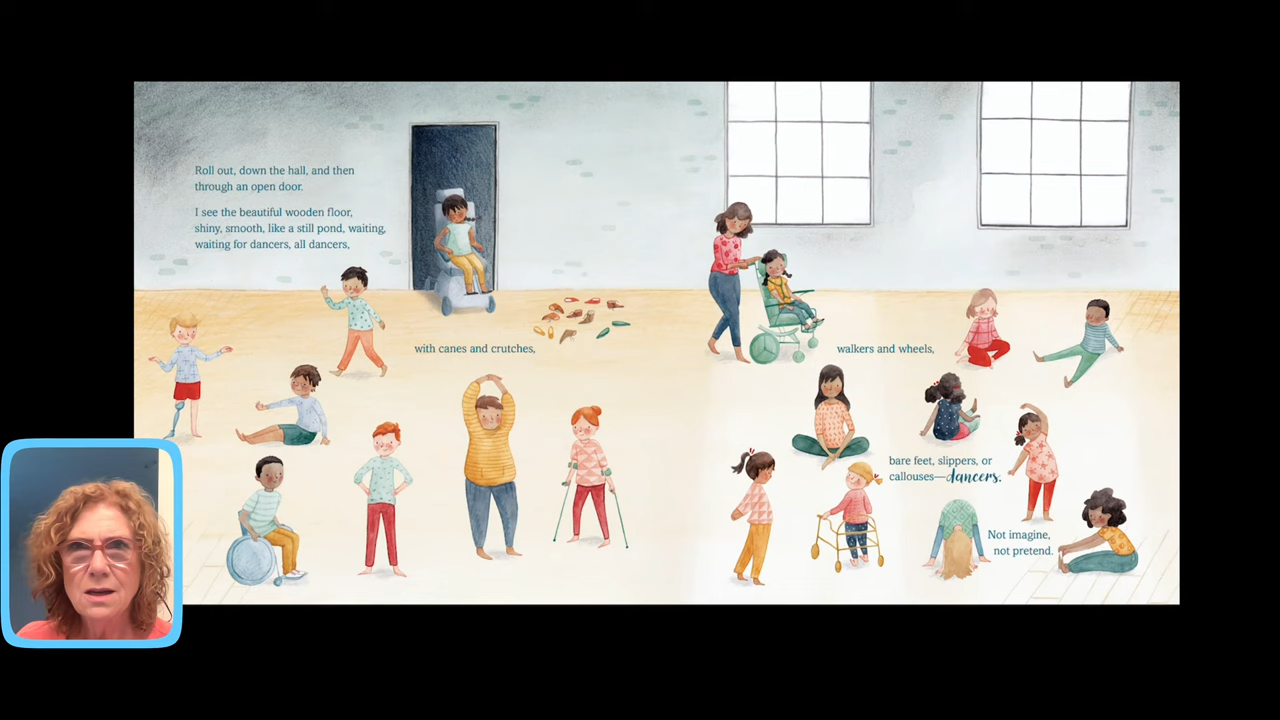 Roll out, down the hall, and then
through an open door.
I see the beautiful wooden floor,
shiny, smooth, like a still pond, waiting,
waiting for dancers, all dancers,
with canes and crutches,
walkers and wheels,
bare feet, slippers, or
callouses—dancers.
Not imagine,
not pretend.